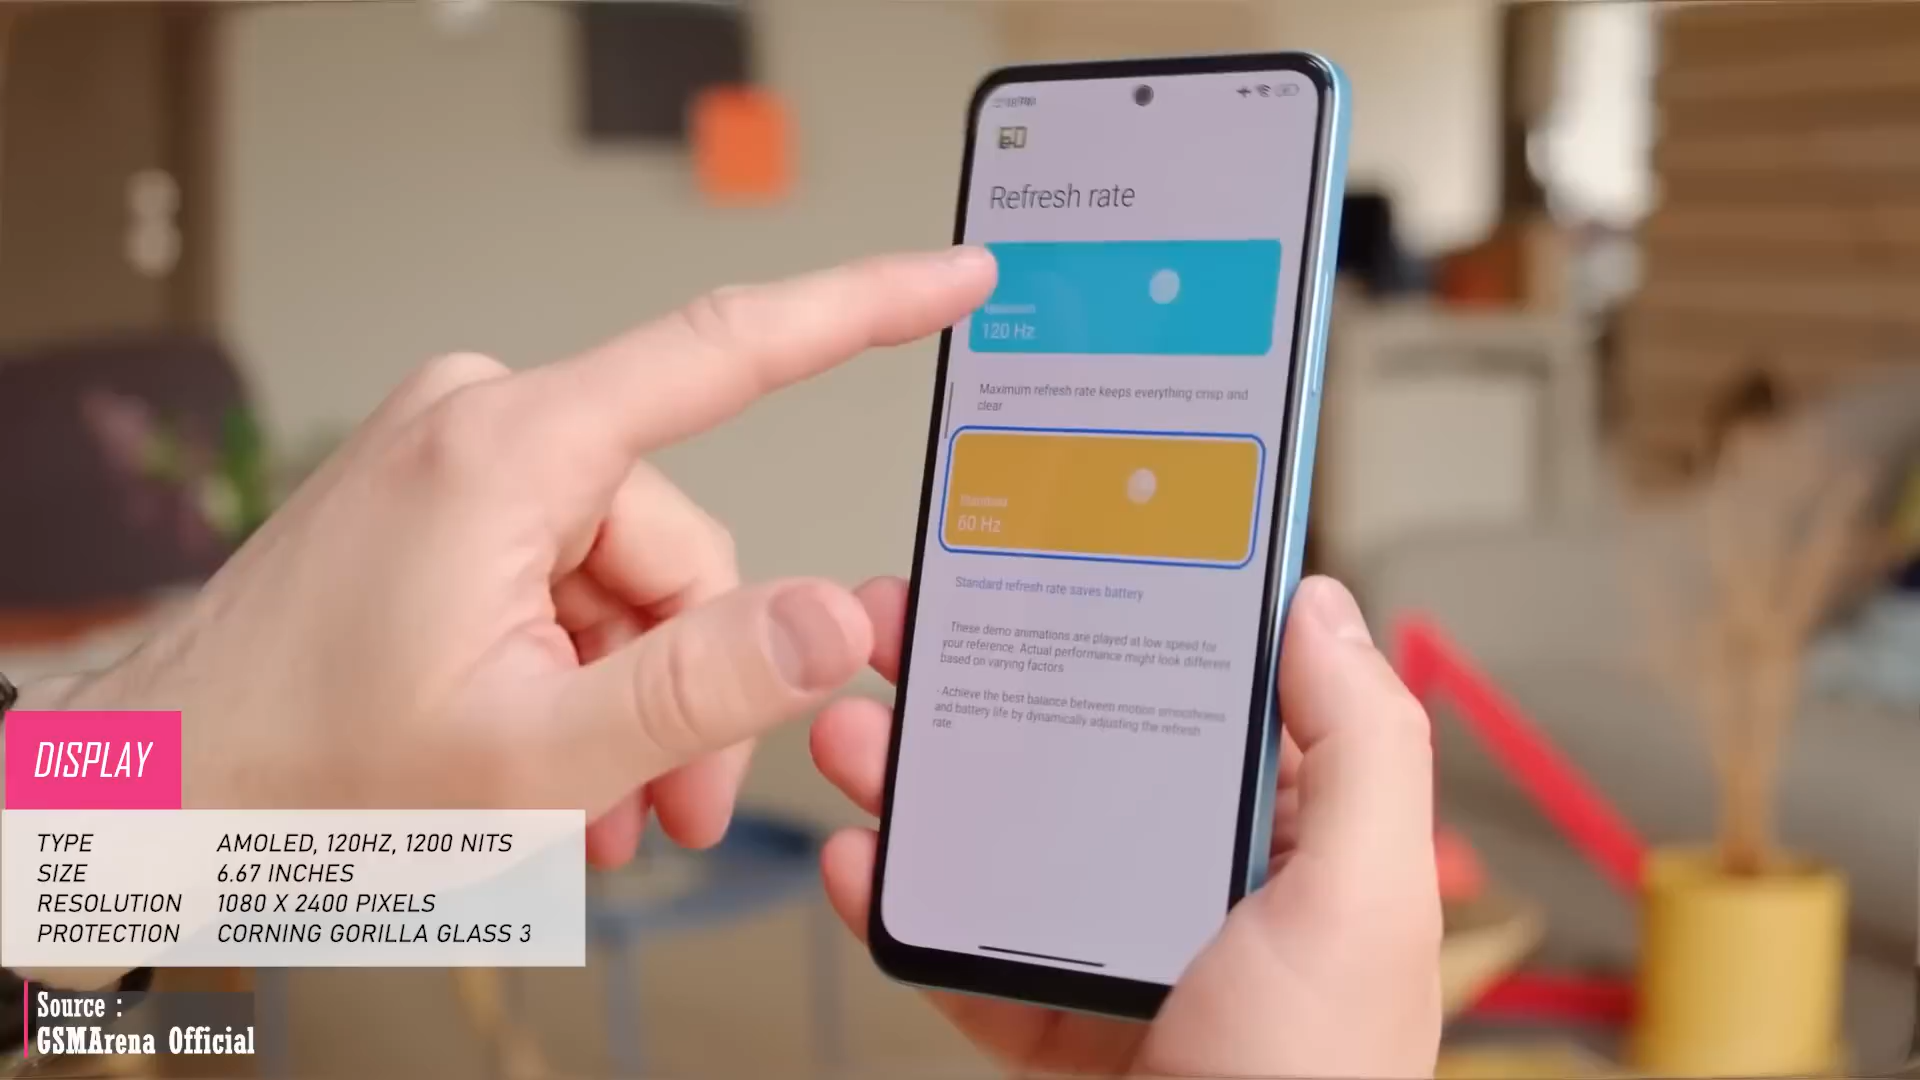 60
Refresh rate
120 Hz
Maximum refresh rate keeps everything crisp and
clear
Standard
60 Hz
Standard refresh rate saves battery
These demo animations are played at low speed for
your reference. Actual performance might look different
based on varying factors.
- Achieve the best balance between motion smoothness
and battery life by dynamically adjusting the refresh
rate.
DISPLAY
TYPE AMOLED, 120HZ, 1200 NITS
SIZE 6.67 INCHES
RESOLUTION 1080 X 2400 PIXELS
PROTECTION CORNING GORILLA GLASS 3
Source :
GSMArena Official